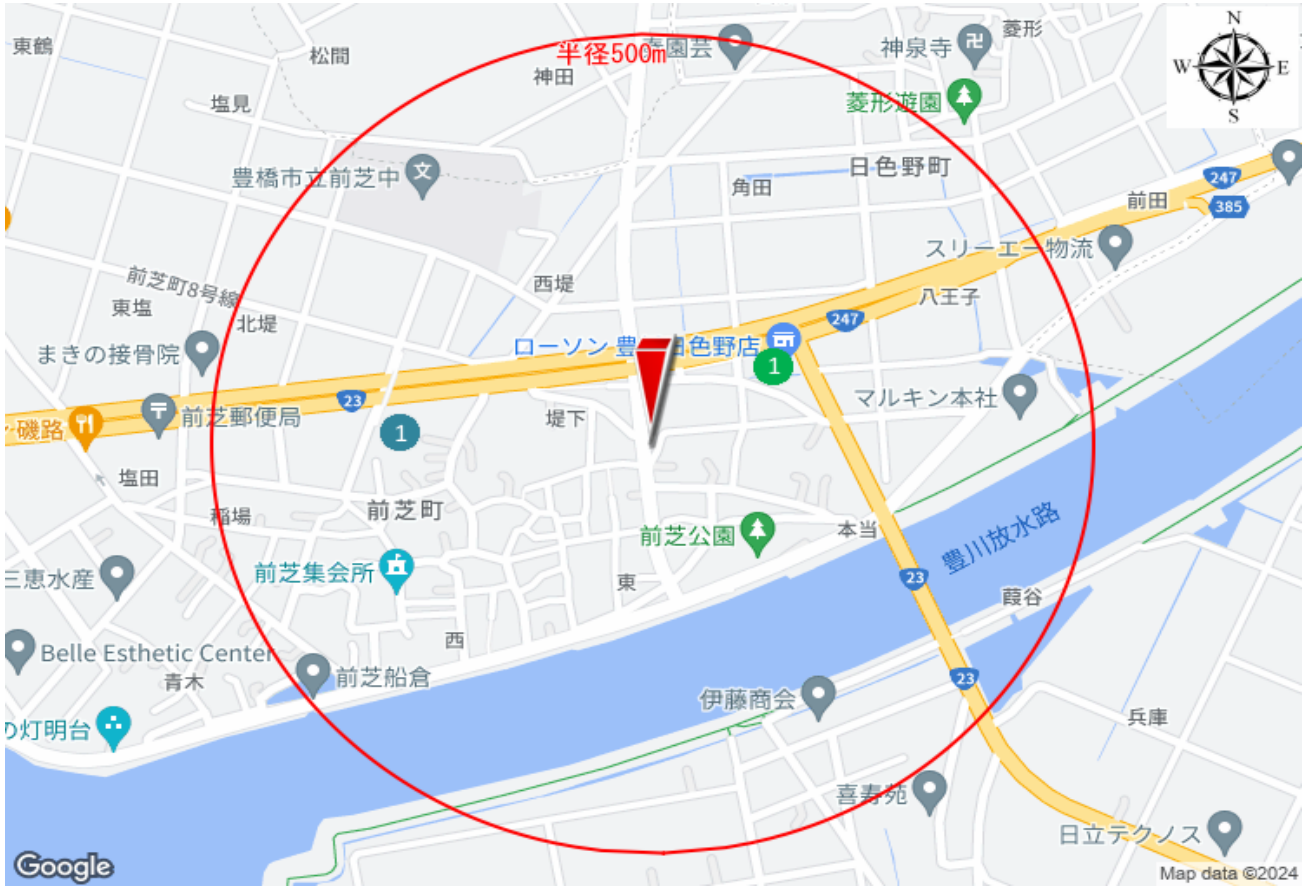 東鶴
松間
半径500m
春園芸
神田
神泉寺
菱形
N
W
E
S
塩見
菱形遊園
豊橋市立前芝中
文
角田
日色野町
247
前田
385
スリーエー物流
前芝町8号線
西堤
八王子
東塩
北堤
247
まきの接骨院
ローソン 豊
日色野店
1
23
前芝郵便局
堤下
マルキン本社
磯路
1
塩田
稲場
前芝町
前芝公園
本当
豊川放水路
前芝集会所
東
23
三恵水産
葭谷
西
Belle Esthetic Center
青木
前芝船倉
23
伊藤商会
の灯明台
兵庫
喜寿苑
日立テクノス
Google
Map data ©2024